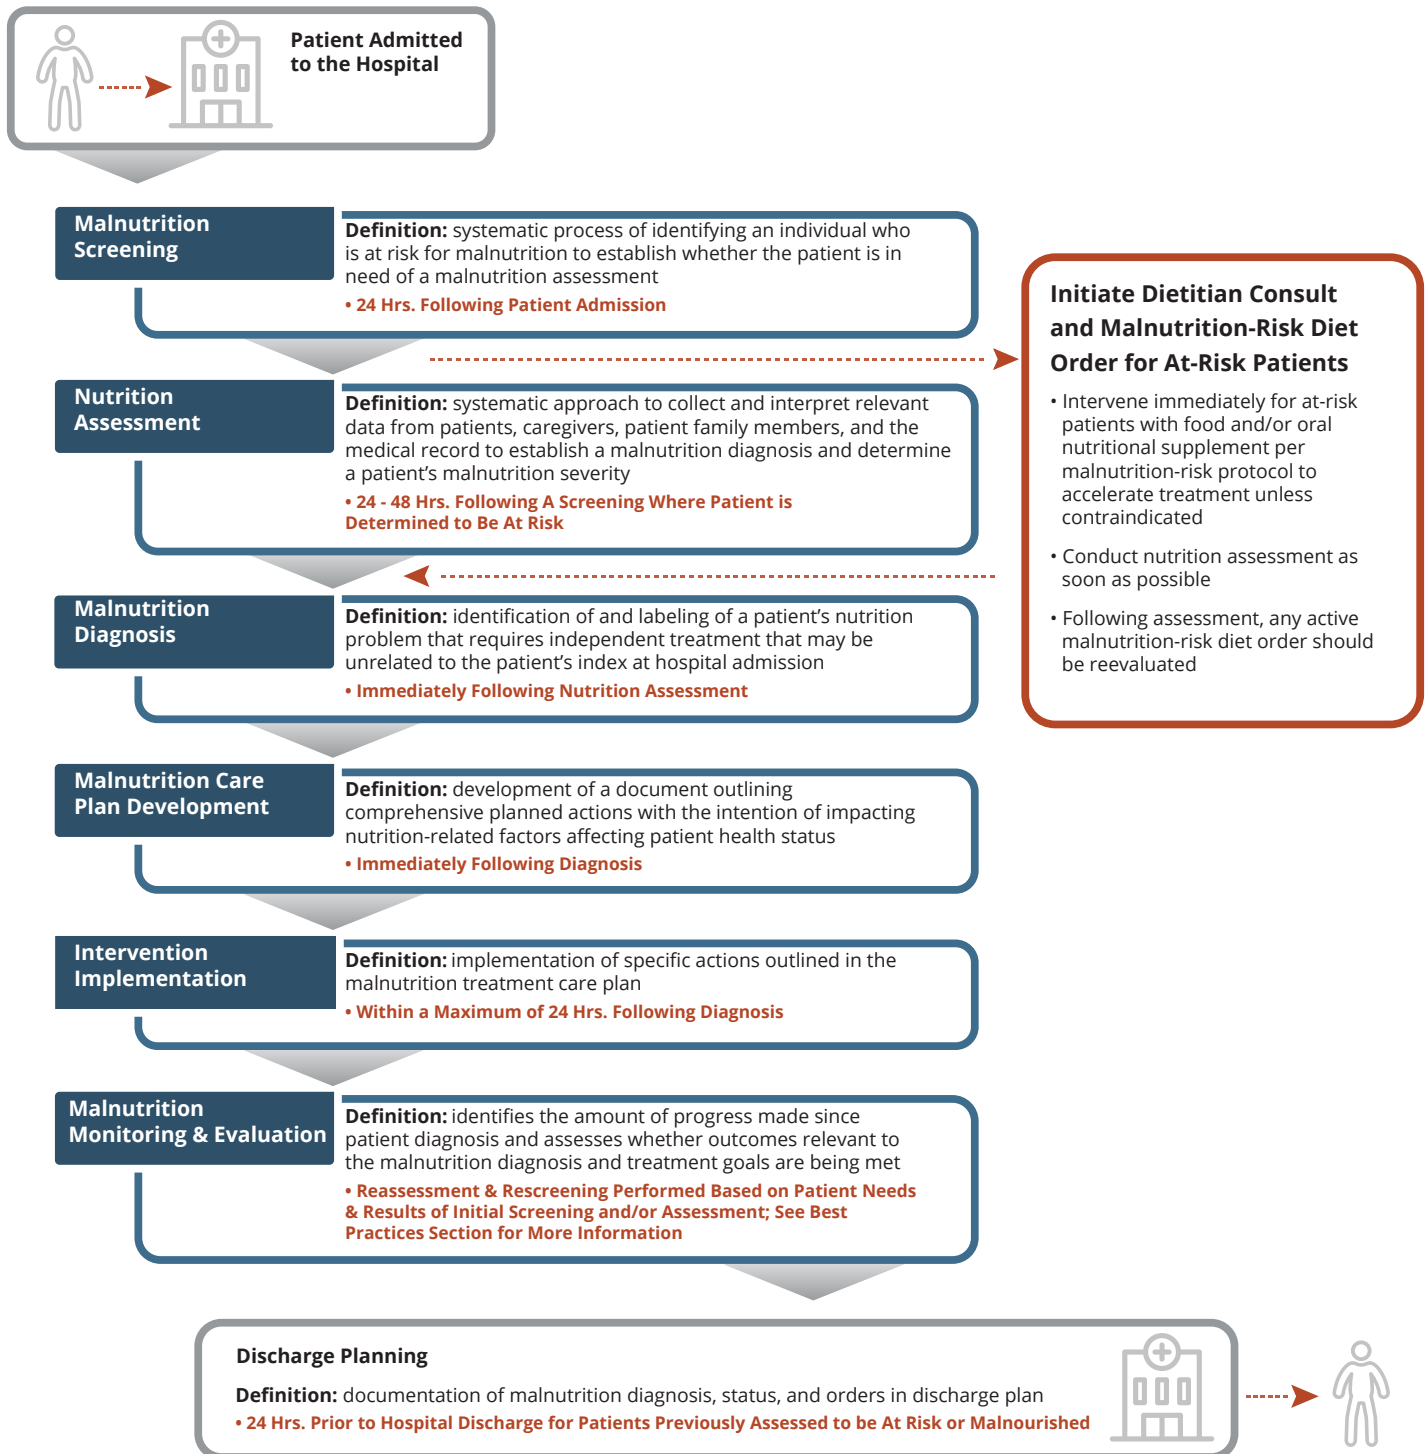 Patient Admitted
to the Hospital
Malnutrition
Screening
Definition: systematic process of identifying an individual who
is at risk for malnutrition to establish whether the patient is in
need of a malnutrition assessment
• 24 Hrs. Following Patient Admission
Initiate Dietitian Consult
and Malnutrition-Risk Diet
Order for At-Risk Patients
• Intervene immediately for at-risk
patients with food and/or oral
nutritional supplement per
malnutrition-risk protocol to
accelerate treatment unless
contraindicated
• Conduct nutrition assessment as
soon as possible
• Following assessment, any active
malnutrition-risk diet order should
be reevaluated
Nutrition
Assessment
Definition: systematic approach to collect and interpret relevant
data from patients, caregivers, patient family members, and the
medical record to establish a malnutrition diagnosis and determine
a patient’s malnutrition severity
• 24 - 48 Hrs. Following A Screening Where Patient is
Determined to Be At Risk
Malnutrition
Diagnosis
Definition: identification of and labeling of a patient’s nutrition
problem that requires independent treatment that may be
unrelated to the patient’s index at hospital admission
• Immediately Following Nutrition Assessment
Malnutrition Care
Plan Development
Definition: development of a document outlining
comprehensive planned actions with the intention of impacting
nutrition-related factors affecting patient health status
• Immediately Following Diagnosis
Intervention
Implementation
Definition: implementation of specific actions outlined in the
malnutrition treatment care plan
• Within a Maximum of 24 Hrs. Following Diagnosis
Malnutrition
Monitoring & Evaluation
Definition: identifies the amount of progress made since
patient diagnosis and assesses whether outcomes relevant to
the malnutrition diagnosis and treatment goals are being met
• Reassessment & Rescreening Performed Based on Patient Needs
& Results of Initial Screening and/or Assessment; See Best
Practices Section for More Information
Discharge Planning
Definition: documentation of malnutrition diagnosis, status, and orders in discharge plan
• 24 Hrs. Prior to Hospital Discharge for Patients Previously Assessed to be At Risk or Malnourished